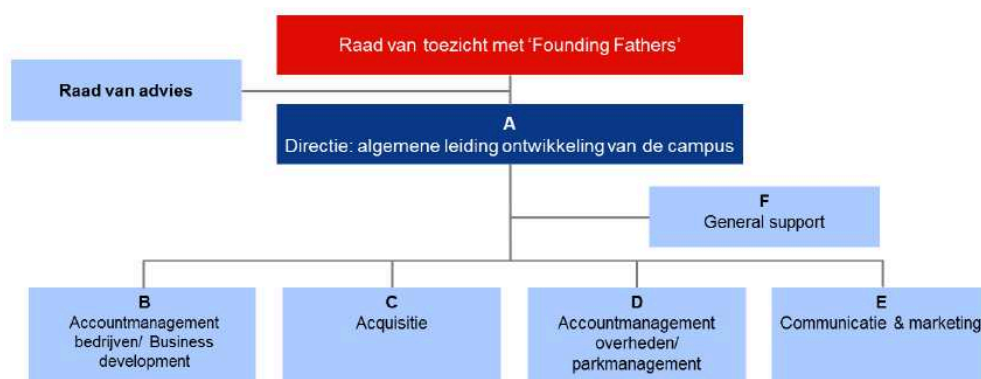 Raad van toezicht met ‘Founding Fathers’
Raad van advies
A
Directie: algemene leiding ontwikkeling van de campus
F
General support
B
Accountmanagement
bedrijven/ Business
development
C
Acquisitie
D
Accountmanagement
overheden/
parkmanagement
E
Communicatie & marketing